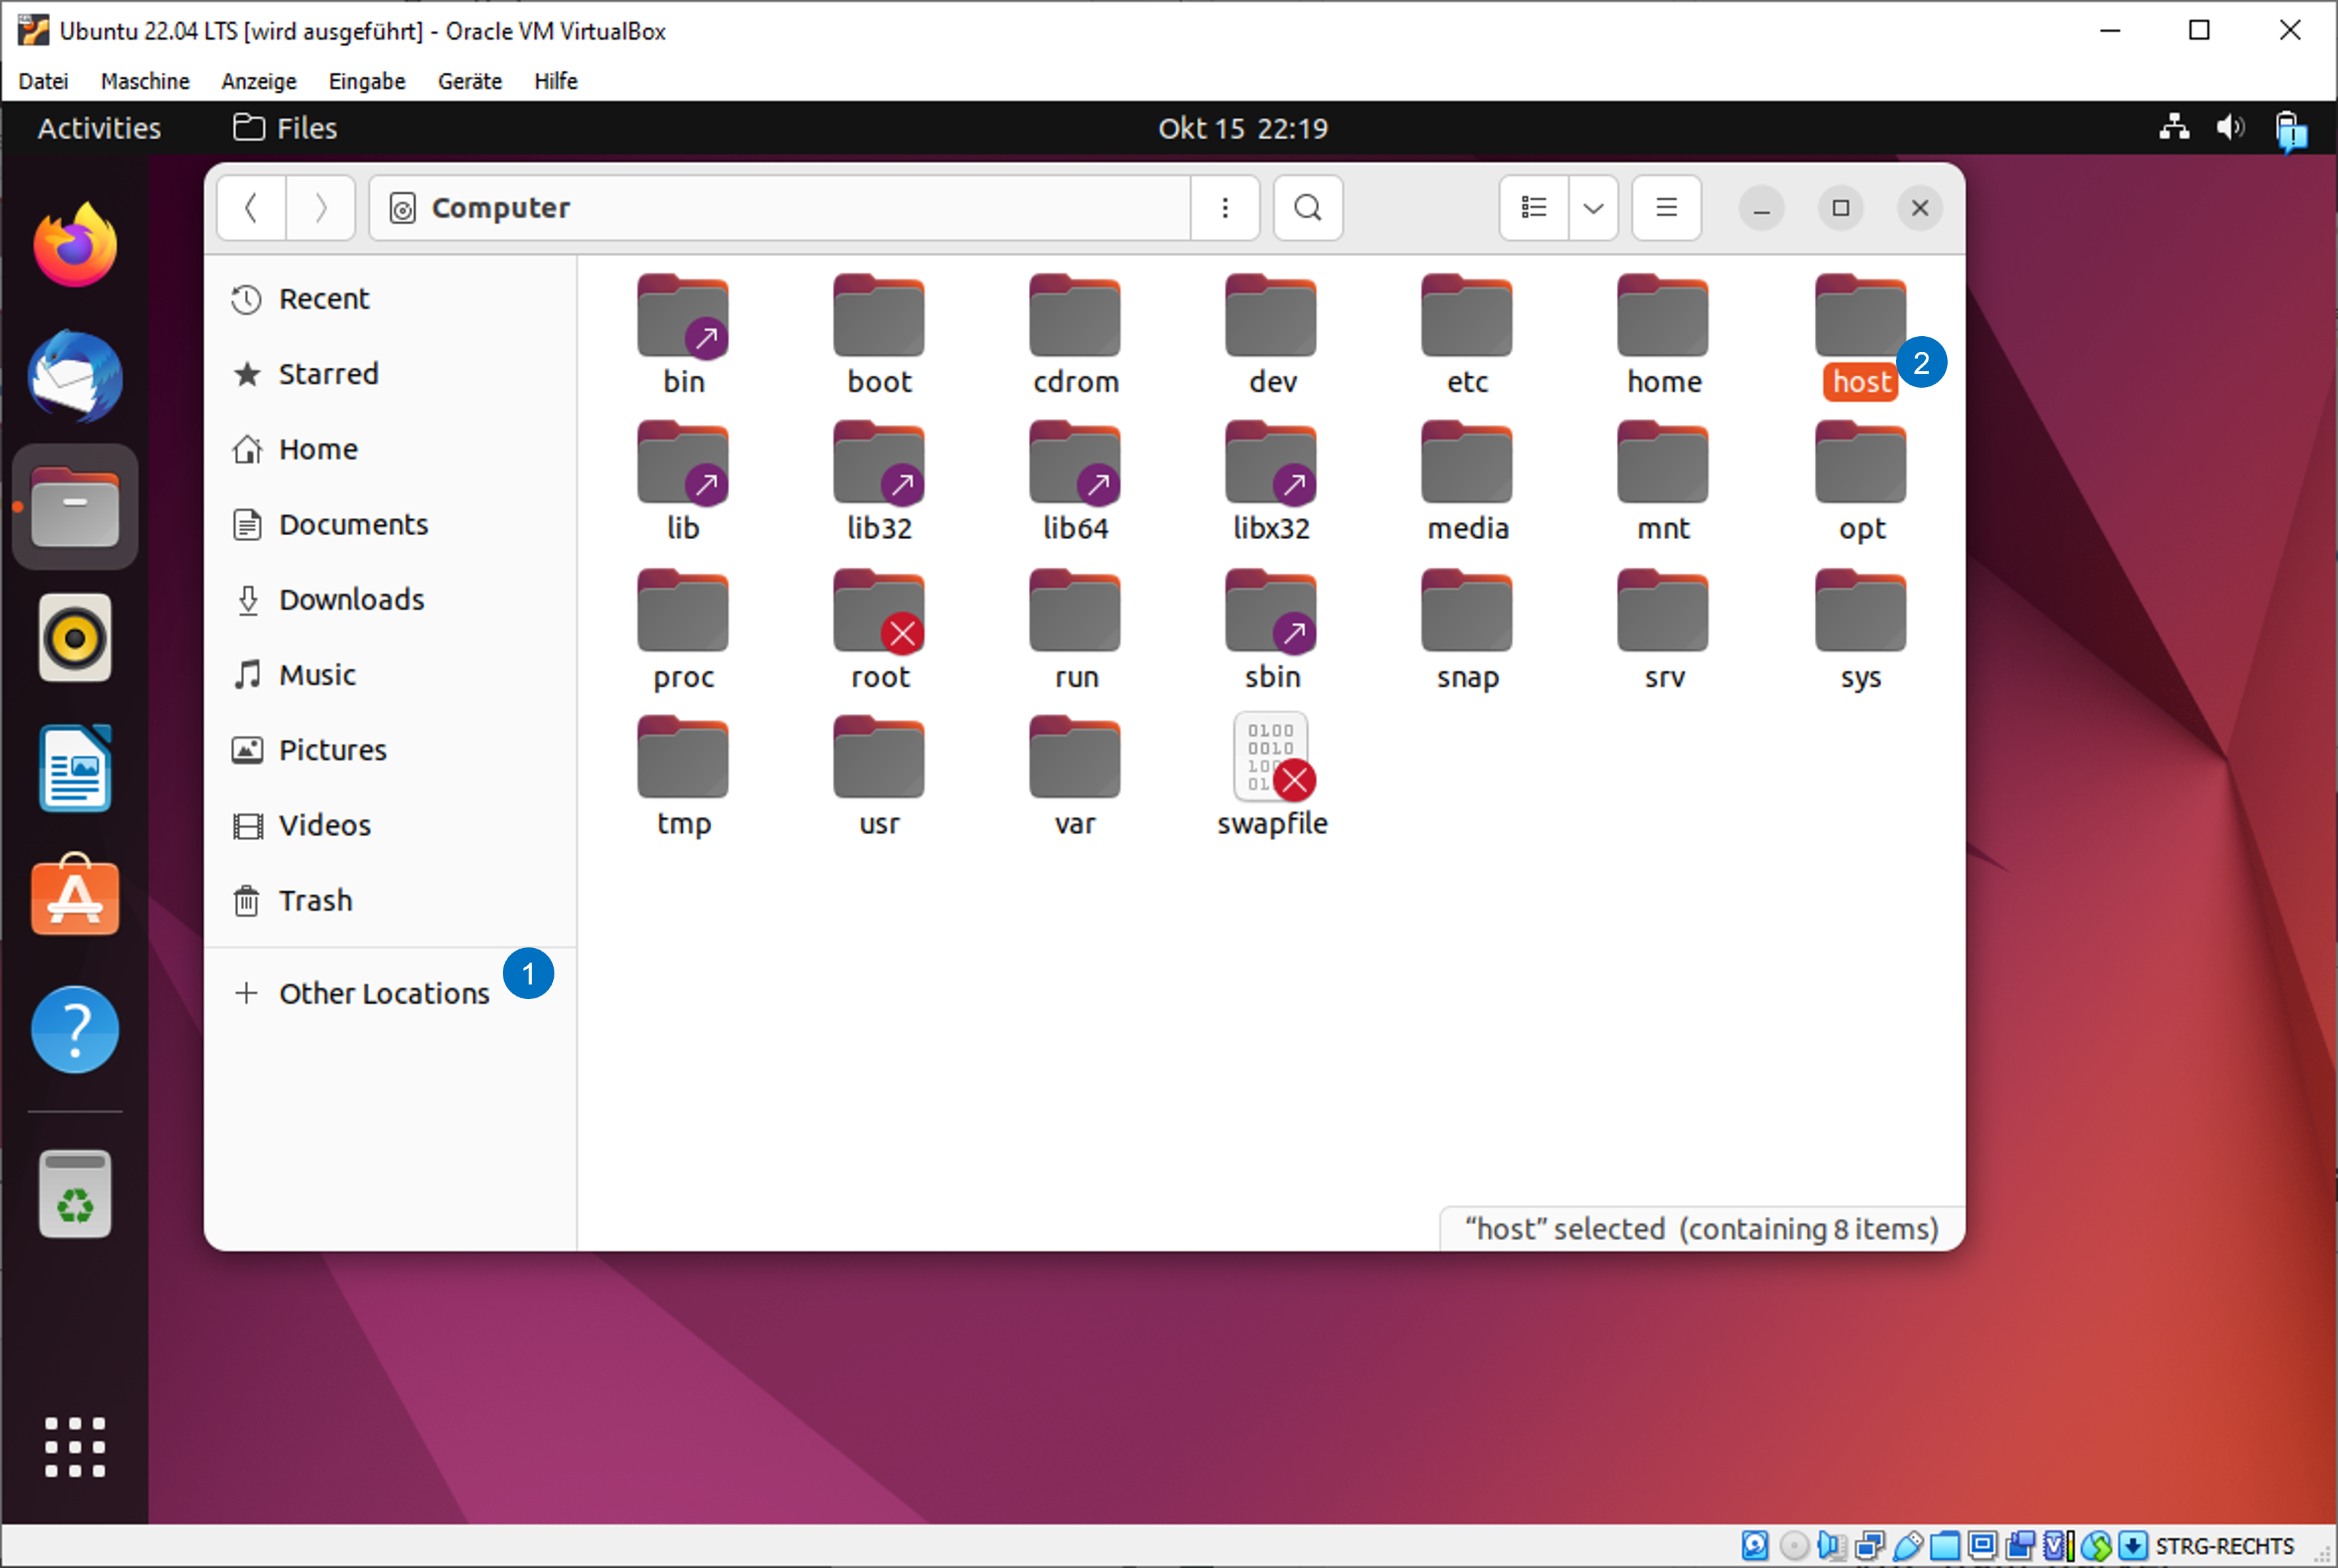 Ubuntu 22.04 LTS [wird ausgeführt] - Oracle VM VirtualBox
Datei Maschine Anzeige Eingabe Geräte Hilfe
Activities Files Okt 15 22:19
Computer
Recent
Starred
Home
Documents
Downloads
Music
Pictures
Videos
Trash
Other Locations 1
bin boot cdrom dev etc home host 2
lib lib32 lib64 libx32 media mnt opt
proc root run sbin snap srv sys
0100
0010
tmp usr var swapfile
“host” selected (containing 8 items)
STRG-RECHTS